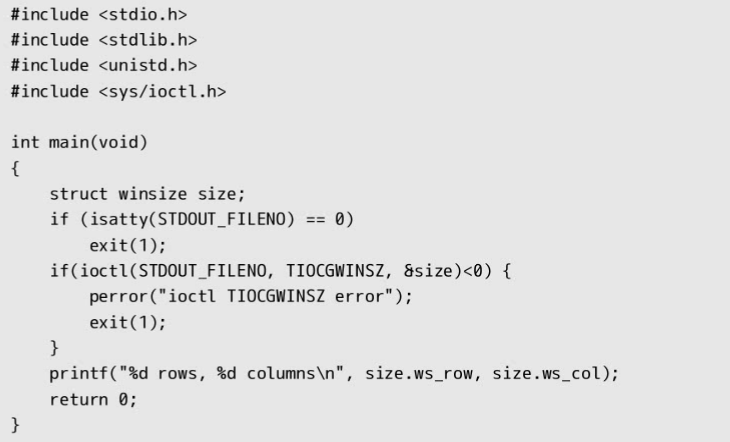 #include <stdio.h>
#include <stdlib.h>
#include <unistd.h>
#include <sys/ioctl.h>

int main(void)
{
    struct winsize size;
    if (isatty(STDOUT_FILENO) == 0)
        exit(1);
    if(ioctl(STDOUT_FILENO, TIOCGWINSZ, &size)<0) {
        perror("ioctl TIOCGWINSZ error");
        exit(1);
    }
    printf("%d rows, %d columns\n", size.ws_row, size.ws_col);
    return 0;
}